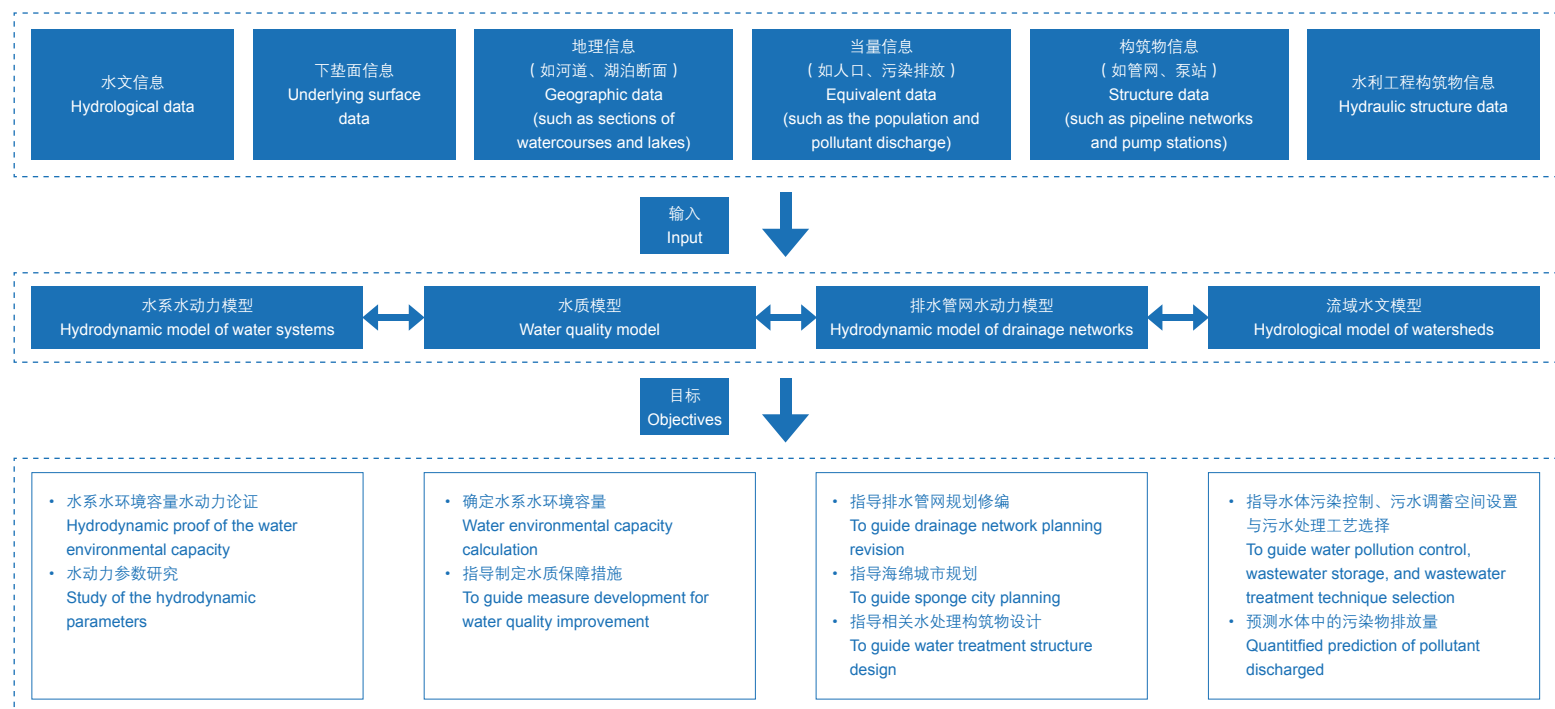 水文信息
Hydrological data
下垫面信息
Underlying surface
data
地理信息
（如河道、湖泊断面）
Geographic data
(such as sections of
watercourses and lakes)
当量信息
（如人口、污染排放）
Equivalent data
(such as the population and
pollutant discharge)
构筑物信息
（如管网、泵站）
Structure data
(such as pipeline networks
and pump stations)
水利工程构筑物信息
Hydraulic structure data
输入
Input
水系水动力模型
Hydrodynamic model of water systems
水质模型
Water quality model
排水管网水动力模型
Hydrodynamic model of drainage networks
流域水文模型
Hydrological model of watersheds
目标
Objectives
• 水系水环境容量水动力论证
Hydrodynamic proof of the water
environmental capacity
• 水动力参数研究
Study of the hydrodynamic
parameters
• 确定水系水环境容量
Water environmental capacity
calculation
• 指导制定水质保障措施
To guide measure development for
water quality improvement
• 指导排水管网规划修编
To guide drainage network planning
revision
• 指导海绵城市规划
To guide sponge city planning
• 指导相关水处理构筑物设计
To guide water treatment structure
design
• 指导水体污染控制、污水调蓄空间设置
与污水处理工艺选择
To guide water pollution control,
wastewater storage, and wastewater
treatment technique selection
• 预测水体中的污染物排放量
Quantitfied prediction of pollutant
discharged